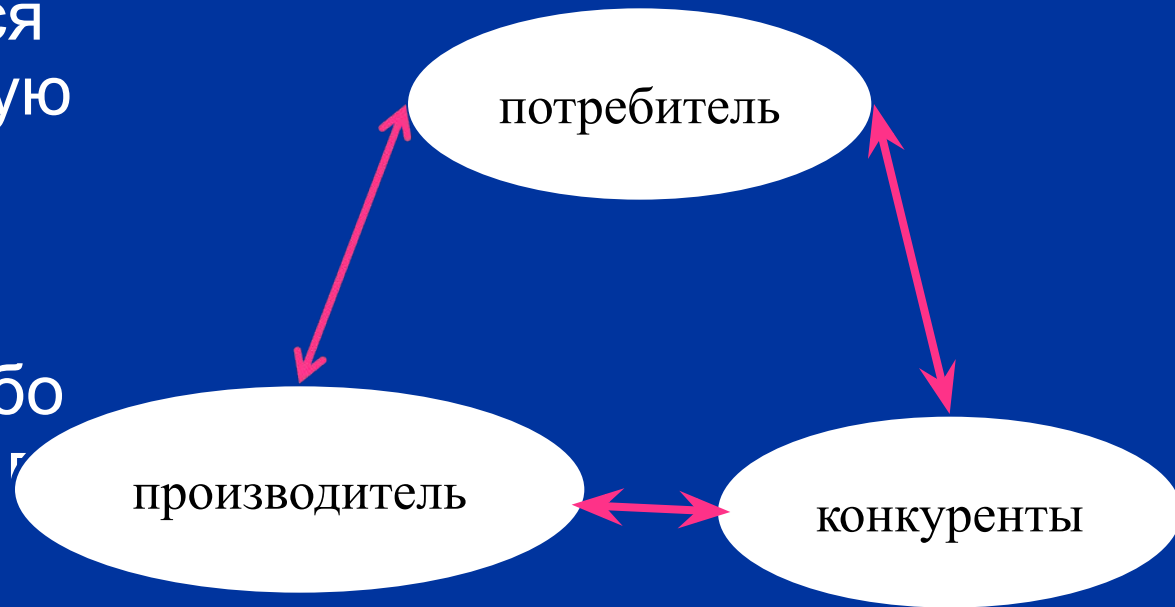 ся
ую
потребитель
бо
производитель
конкуренты